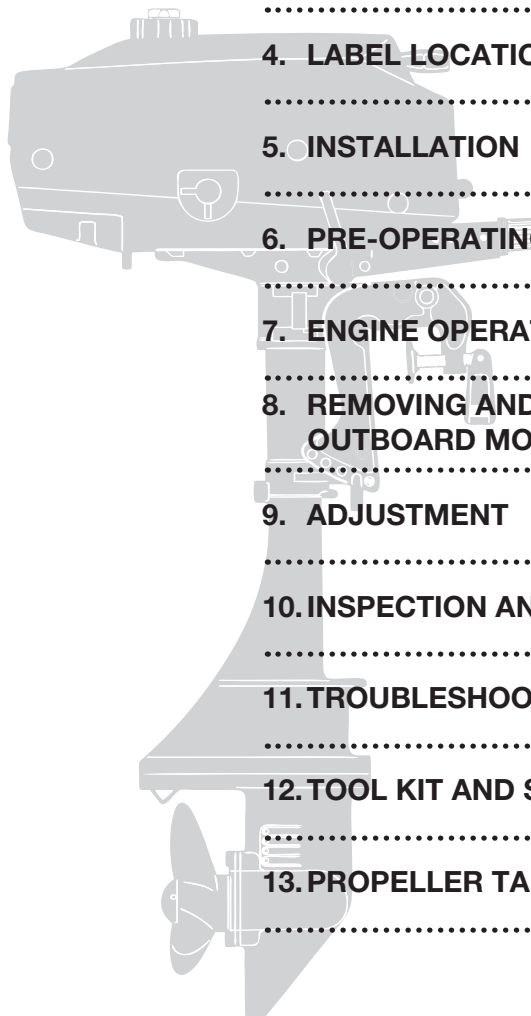 4. LABEL LOCATIO
5. INSTALLATION
6. PRE-OPERATING
7. ENGINE OPERAT
8. REMOVING AND
OUTBOARD MO
9. ADJUSTMENT
10. INSPECTION AN
11. TROUBLESHOO
12. TOOL KIT AND S
13. PROPELLER TA